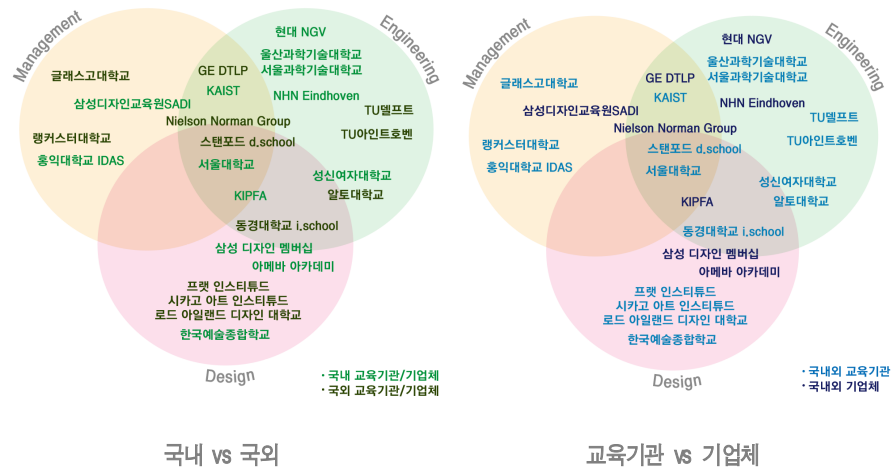 Management
Engineering
현대 NGV
울산과학기술대학교
서울과학기술대학교
글래스고대학교
GE DTLP
KAIST
NHN Eindhoven
삼성디자인교육원SADI
TU델프트
Nielson Norman Group
랭커스터대학교
스탠포드 d.school
TU아인트호벤
홍익대학교 IDAS
서울대학교
성신여자대학교
KIPFA
알토대학교
동경대학교 i.school
삼성 디자인 멤버십
아메바 아카데미
프랫 인스티튜드
시카고 아트 인스티튜드
로드 아일랜드 디자인 대학교
한국예술종합학교
Design
· 국내 교육기관/기업체
· 국외 교육기관/기업체
국내 vs 국외
Management
Engineering
현대 NGV
울산과학기술대학교
서울과학기술대학교
글래스고대학교
GE DTLP
KAIST
NHN Eindhoven
삼성디자인교육원SADI
TU델프트
Nielson Norman Group
랭커스터대학교
스탠포드 d.school
TU아인트호벤
홍익대학교 IDAS
서울대학교
성신여자대학교
KIPFA
알토대학교
동경대학교 i.school
삼성 디자인 멤버십
아메바 아카데미
프랫 인스티튜드
시카고 아트 인스티튜드
로드 아일랜드 디자인 대학교
한국예술종합학교
Design
· 국내외 교육기관
· 국내외 기업체
교육기관 vs 기업체